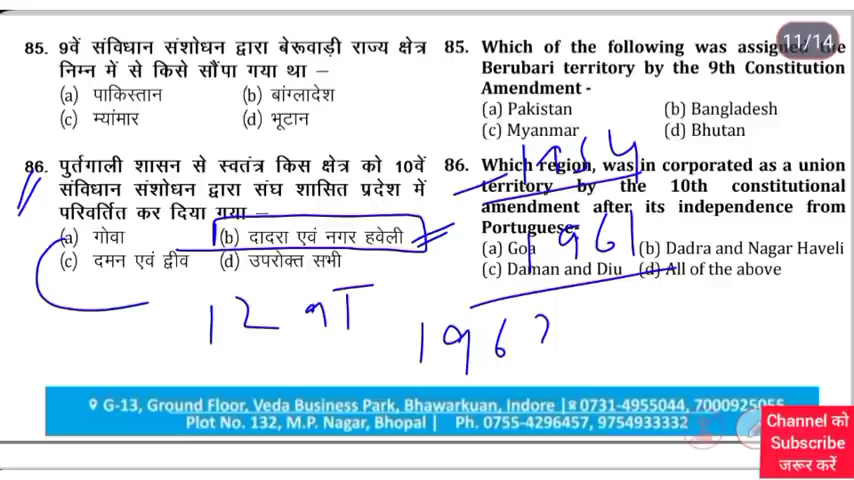 11/14
85. 9वें संविधान संशोधन द्वारा बेरूवाड़ी राज्य क्षेत्र
निम्न में से किसे सौंपा गया था –
(a) पाकिस्तान (b) बांग्लादेश
(c) म्यांमार (d) भूटान
86. पुर्तगाली शासन से स्वतंत्र किस क्षेत्र को 10वें
संविधान संशोधन द्वारा संघ शासित प्रदेश में
परिवर्तित कर दिया गया –
(a) गोवा (b) दादरा एवं नगर हवेली
(c) दमन एवं द्वीव (d) उपरोक्त सभी
12 वाँ
85. Which of the following was assigned the
Berubari territory by the 9th Constitution
Amendment -
(a) Pakistan (b) Bangladesh
(c) Myanmar (d) Bhutan
1954
86. Which region, was in corporated as a union
territory by the 10th constitutional
amendment after its independence from
Portuguese-
1961
(a) Goa (b) Dadra and Nagar Haveli
(c) Daman and Diu (d) All of the above
196
G-13, Ground Floor, Veda Business Park, Bhawarkuan, Indore | 0731-4955044, 7000925055
Plot No. 132, M.P. Nagar, Bhopal | Ph. 0755-4296457, 9754933332
Channel को
Subscribe
जरूर करें